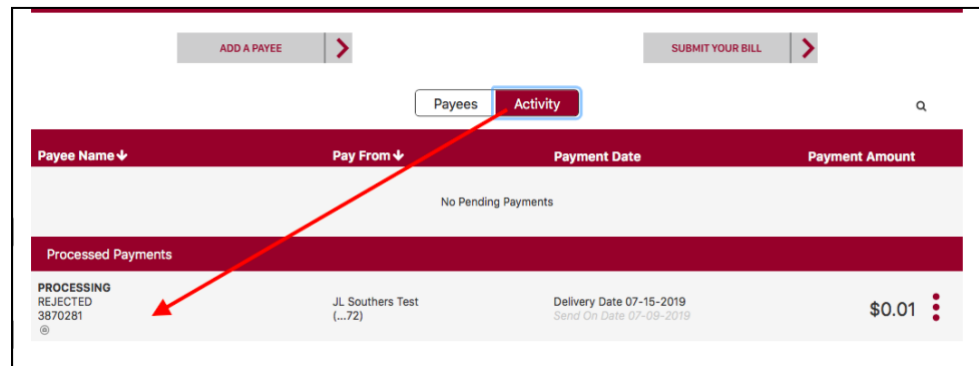 ADD A PAYEE
SUBMIT YOUR BILL
Payees
Activity
Payee Name
Pay From
Payment Date
Payment Amount
No Pending Payments
Processed Payments
PROCESSING
REJECTED
3870281
JL Southers Test
(...72)
Delivery Date 07-15-2019
Send On Date 07-09-2019
$0.01